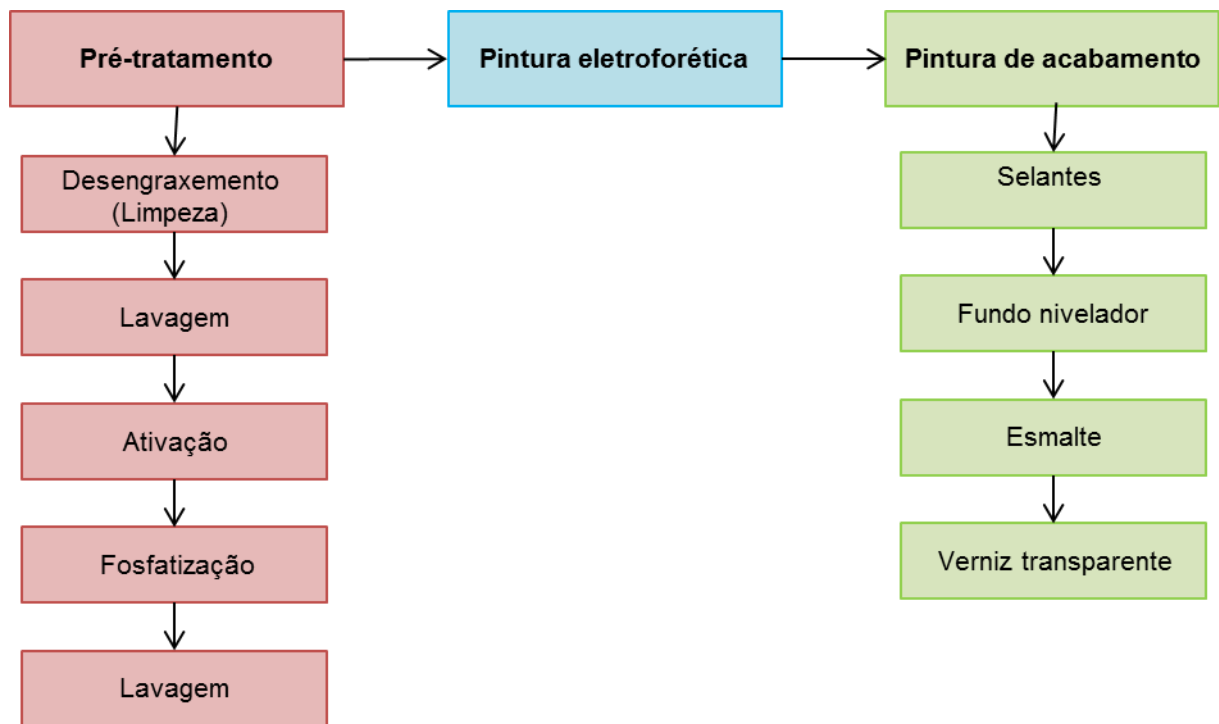 Pré-tratamento
Pintura eletroforética
Pintura de acabamento
Desengraxemento
(Limpeza)
Lavagem
Ativação
Fosfatização
Lavagem
Selantes
Fundo nivelador
Esmalte
Verniz transparente